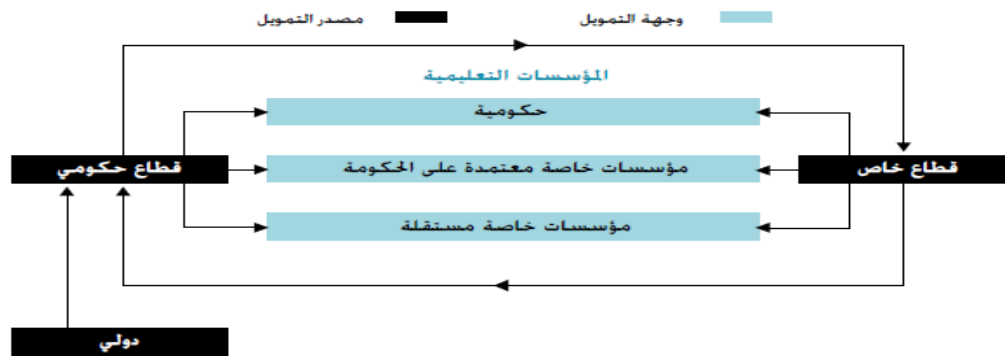 وجهة التمويل
مصدر التمويل
المؤسسات التعليمية
حكومية
قطاع خاص
مؤسسات خاصة معتمدة على الحكومة
قطاع حكومي
مؤسسات خاصة مستقلة
دولي